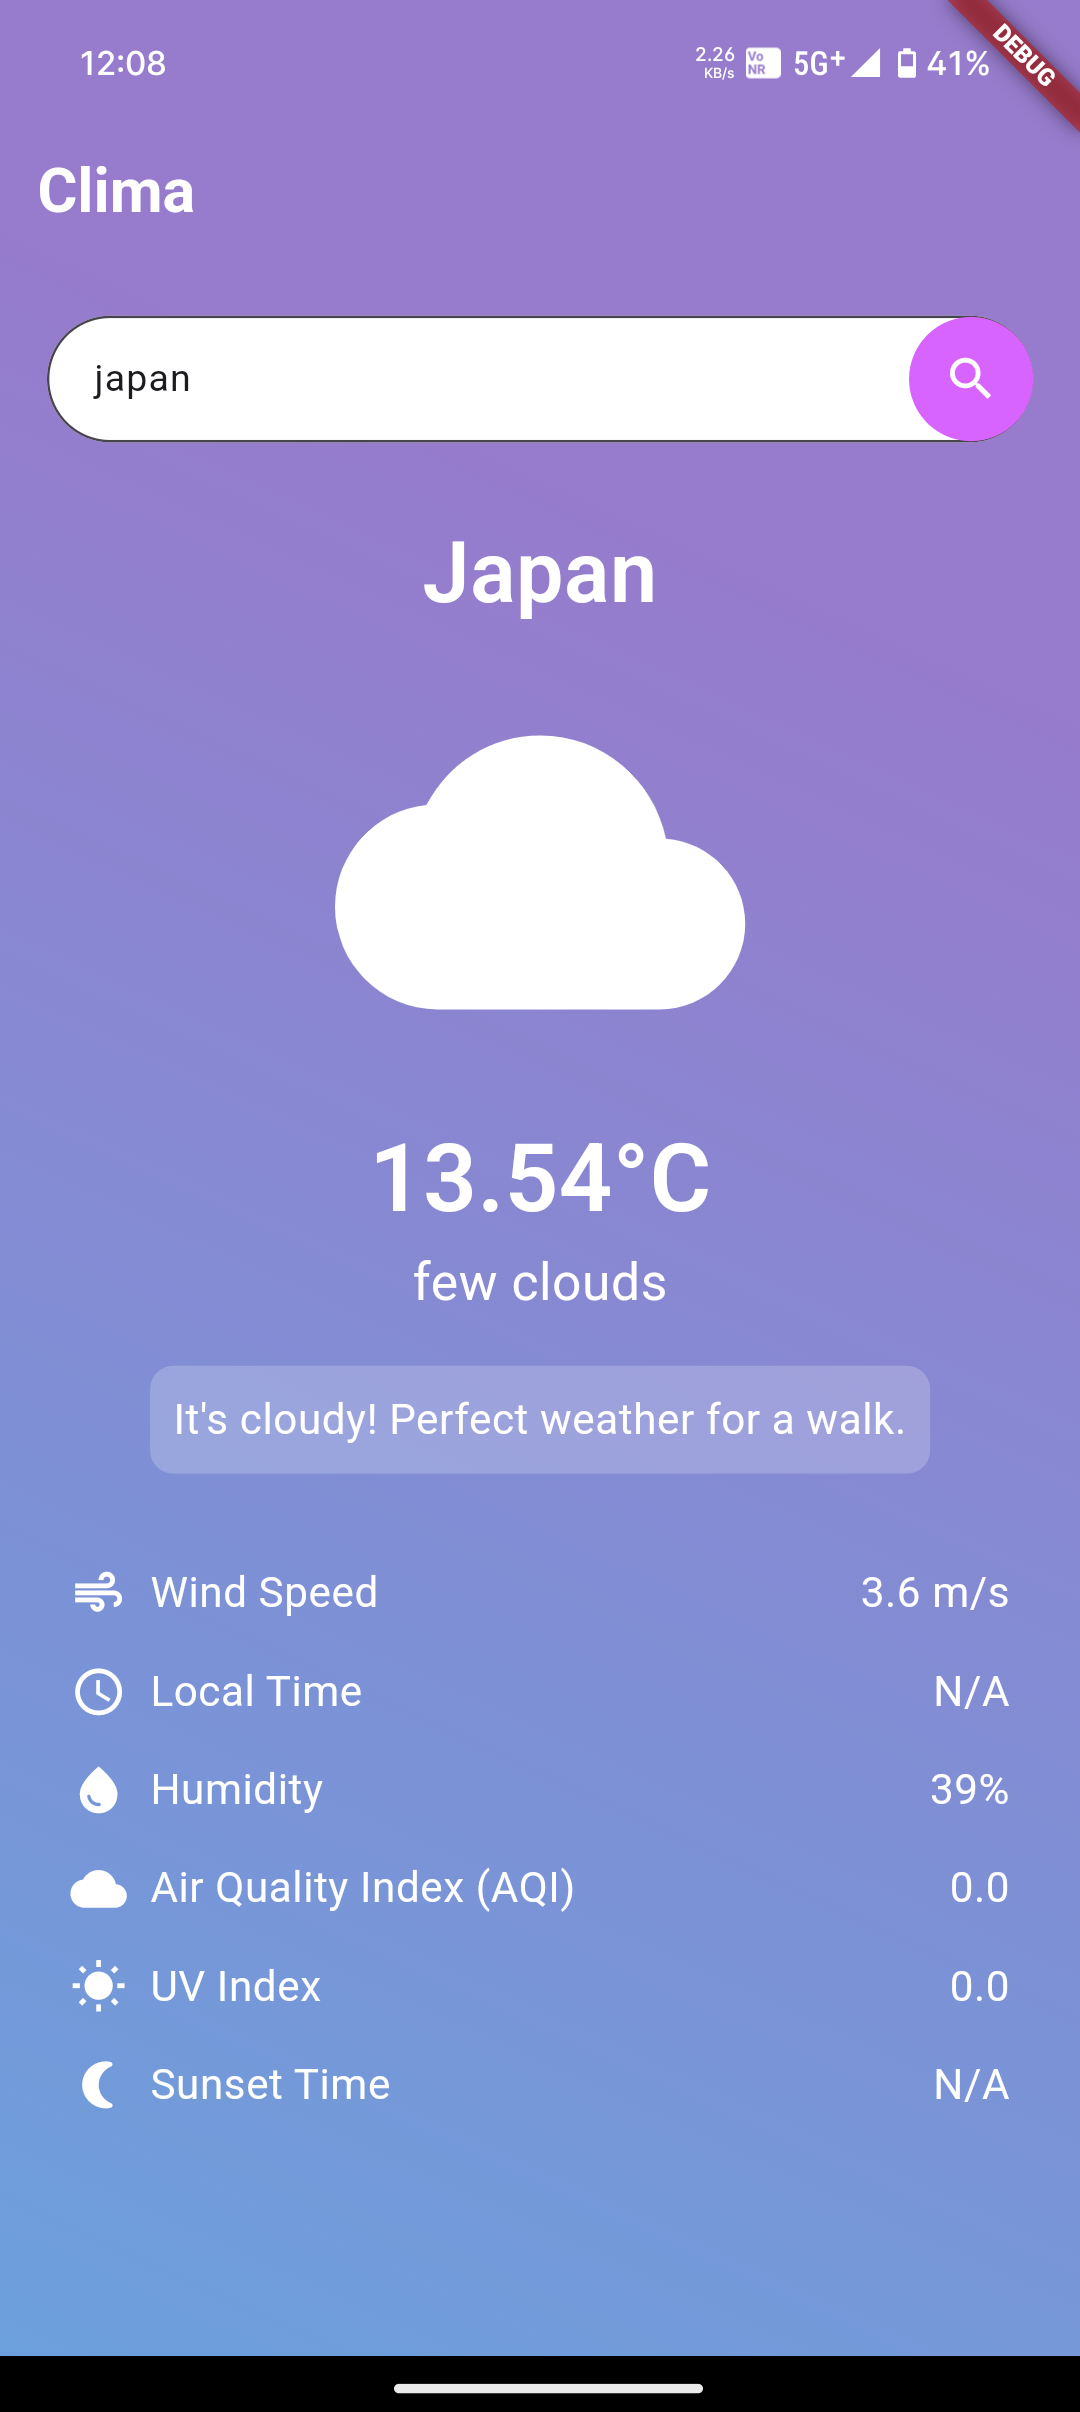 12:08 2.26 KB/s Vo NR 5G+ 41% DEBUG
Clima
japan
Japan
13.54°C
few clouds
It's cloudy! Perfect weather for a walk.
Wind Speed 3.6 m/s
Local Time N/A
Humidity 39%
Air Quality Index (AQI) 0.0
UV Index 0.0
Sunset Time N/A